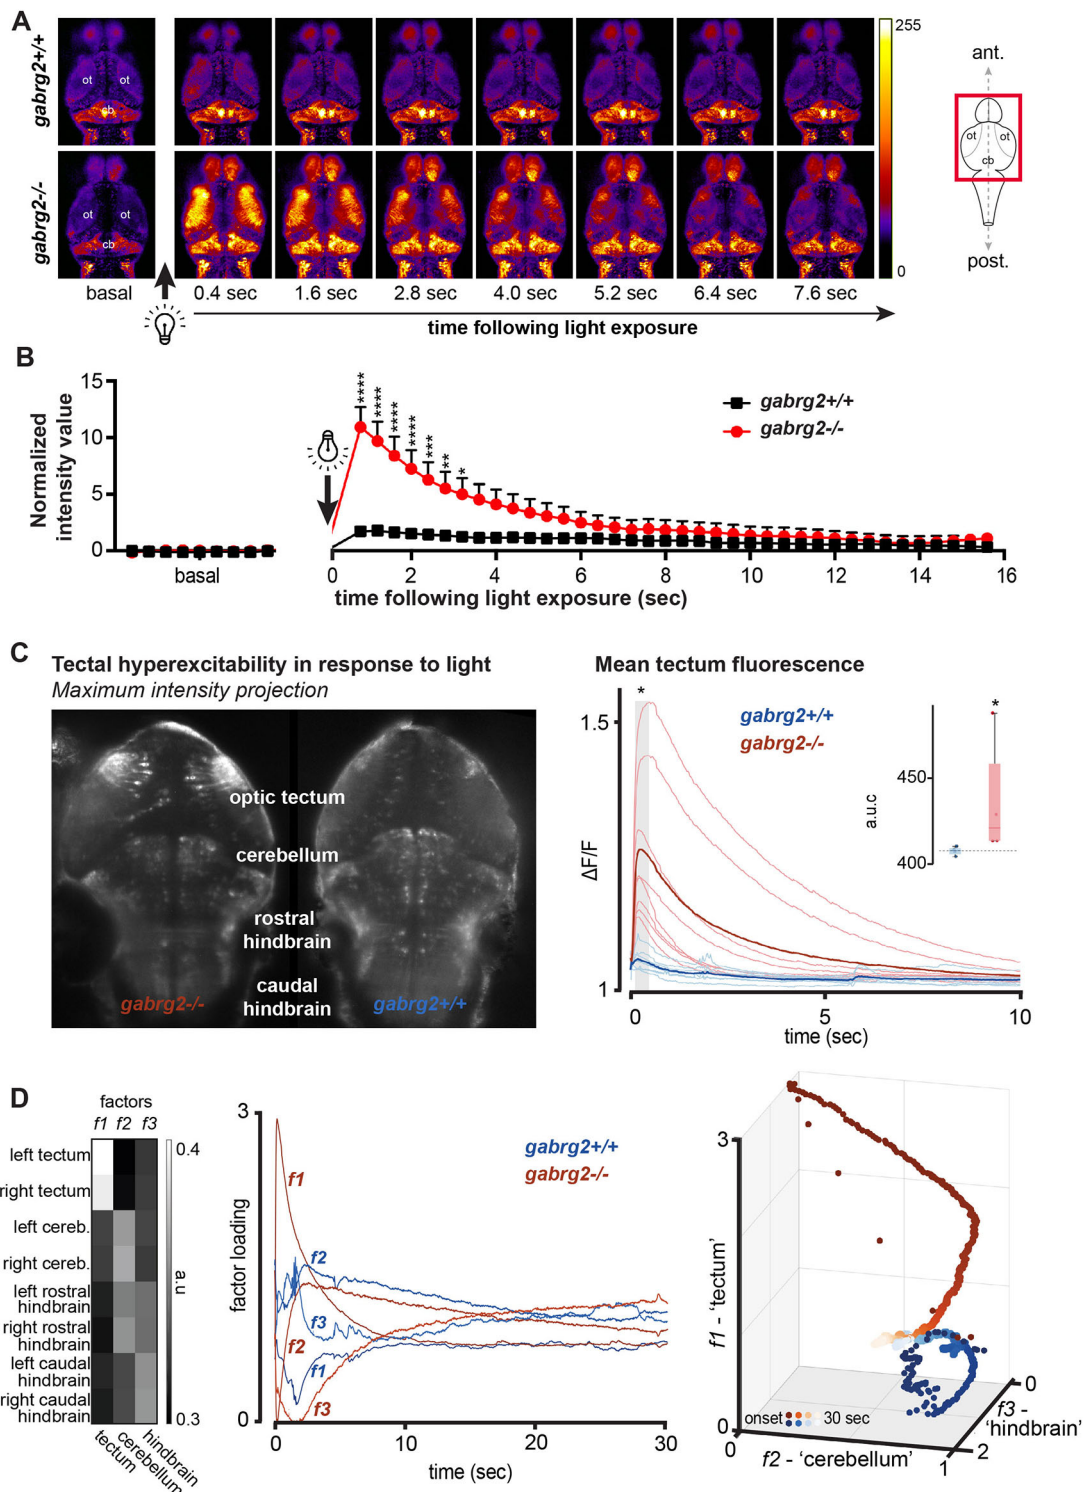 A
gabrg2+/+
ot
ot
cb
255
0
gabrg2-/-
ot
ot
cb
basal
0.4 sec
1.6 sec
2.8 sec
4.0 sec
5.2 sec
6.4 sec
7.6 sec
time following light exposure
ant.
ot
ot
cb
post.
B
Normalized
intensity value
15
10
5
0
****
****
****
****
***
**
*
gabrg2+/+
gabrg2-/-
basal
0
2
4
6
8
10
12
14
16
time following light exposure (sec)
C
Tectal hyperexcitability in response to light
Maximum intensity projection
optic tectum
cerebellum
rostral
hindbrain
caudal
hindbrain
gabrg2-/-
gabrg2+/+
Mean tectum fluorescence
*
1.5
1
ΔF/F
gabrg2+/+
gabrg2-/-
*
450
400
a.u.c
0
5
10
time (sec)
D
factors
f1 f2 f3
left tectum
right tectum
left cereb.
right cereb.
left rostral
hindbrain
right rostral
hindbrain
left caudal
hindbrain
right caudal
hindbrain
tectum
cerebellum
hindbrain
0.4
a.u
0.3
3
0
factor loading
gabrg2+/+
gabrg2-/-
f1
f2
f3
f2
f1
f3
0
10
20
30
time (sec)
3
0
f1 - ‘tectum’
onset
30 sec
0
f2 - ‘cerebellum’
1
2
0
f3 -
‘hindbrain’